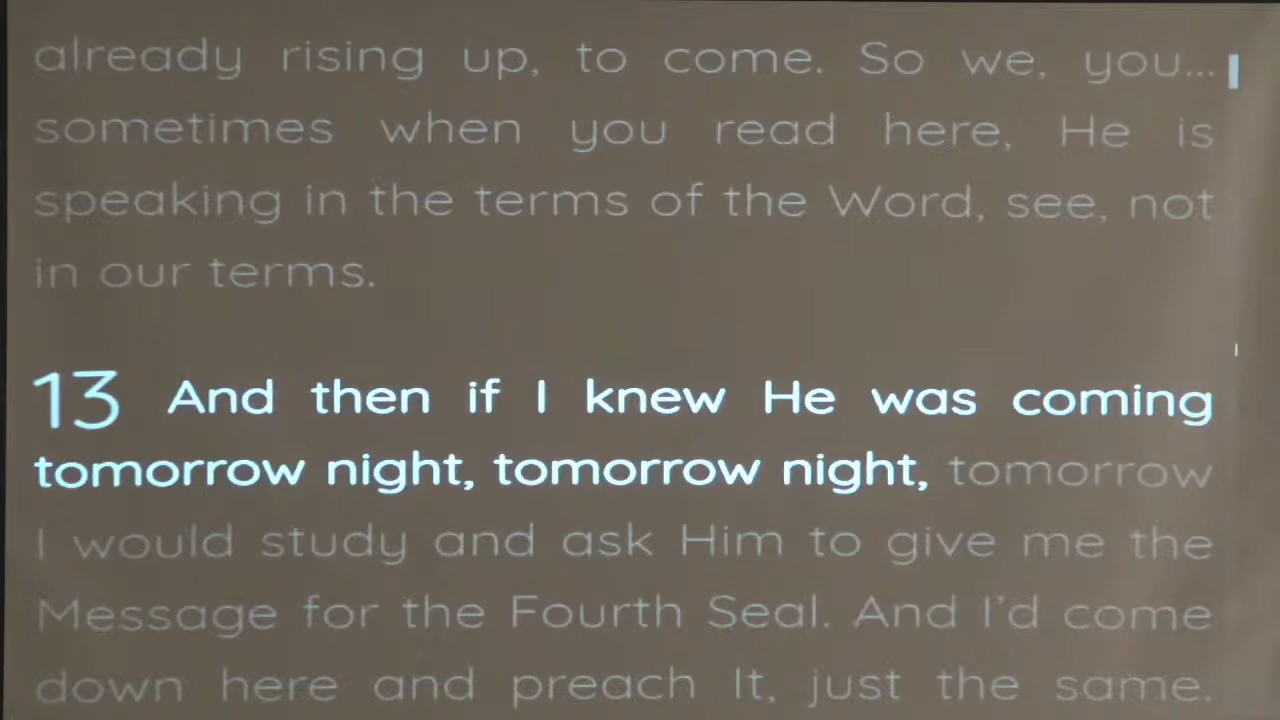 already rising up, to come. So we, you...
sometimes when you read here, He is
speaking in the terms of the Word, see, not
in our terms.
13 And then if I knew He was coming
tomorrow night, tomorrow night, tomorrow
I would study and ask Him to give me the
Message for the Fourth Seal. And I'd come
down here and preach It, just the same.